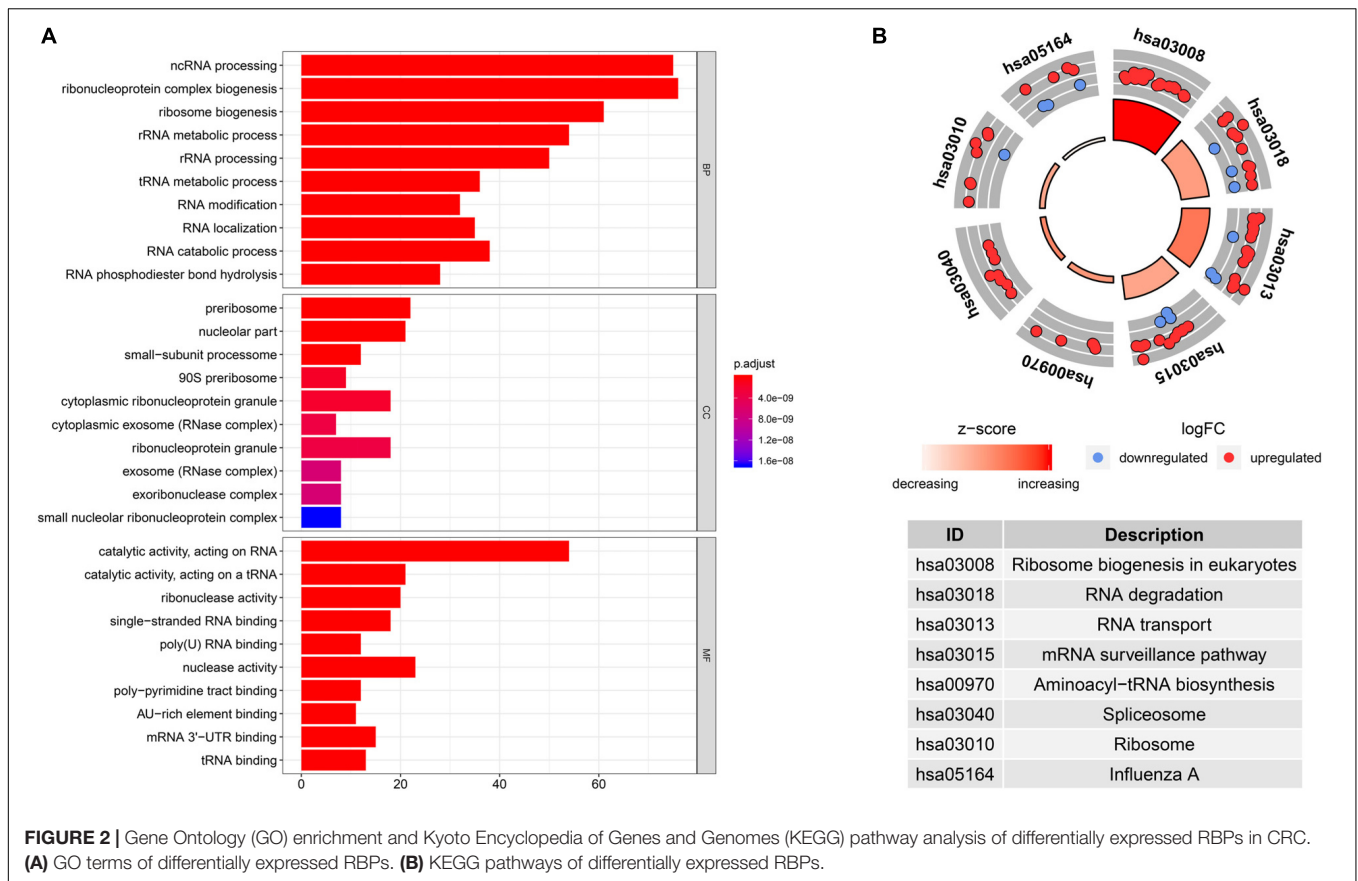 A
ncRNA processing
ribonucleoprotein complex biogenesis
ribosome biogenesis
rRNA metabolic process
rRNA processing
tRNA metabolic process
RNA modification
RNA localization
RNA catabolic process
RNA phosphodiester bond hydrolysis
BP
preribosome
nucleolar part
small−subunit processome
90S preribosome
cytoplasmic ribonucleoprotein granule
cytoplasmic exosome (RNase complex)
ribonucleoprotein granule
exosome (RNase complex)
exoribonuclease complex
small nucleolar ribonucleoprotein complex
CC
catalytic activity, acting on RNA
catalytic activity, acting on a tRNA
ribonuclease activity
single−stranded RNA binding
poly(U) RNA binding
nuclease activity
poly−pyrimidine tract binding
AU−rich element binding
mRNA 3'−UTR binding
tRNA binding
MF
0 20 40 60
p.adjust
4.0e−09
8.0e−09
1.2e−08
1.6e−08
B
hsa03008
hsa03018
hsa03013
hsa03015
hsa00970
hsa03040
hsa03010
hsa05164
z−score
decreasing increasing
logFC
downregulated upregulated
ID Description
hsa03008 Ribosome biogenesis in eukaryotes
hsa03018 RNA degradation
hsa03013 RNA transport
hsa03015 mRNA surveillance pathway
hsa00970 Aminoacyl−tRNA biosynthesis
hsa03040 Spliceosome
hsa03010 Ribosome
hsa05164 Influenza A
FIGURE 2 | Gene Ontology (GO) enrichment and Kyoto Encyclopedia of Genes and Genomes (KEGG) pathway analysis of differentially expressed RBPs in CRC.
(A) GO terms of differentially expressed RBPs. (B) KEGG pathways of differentially expressed RBPs.